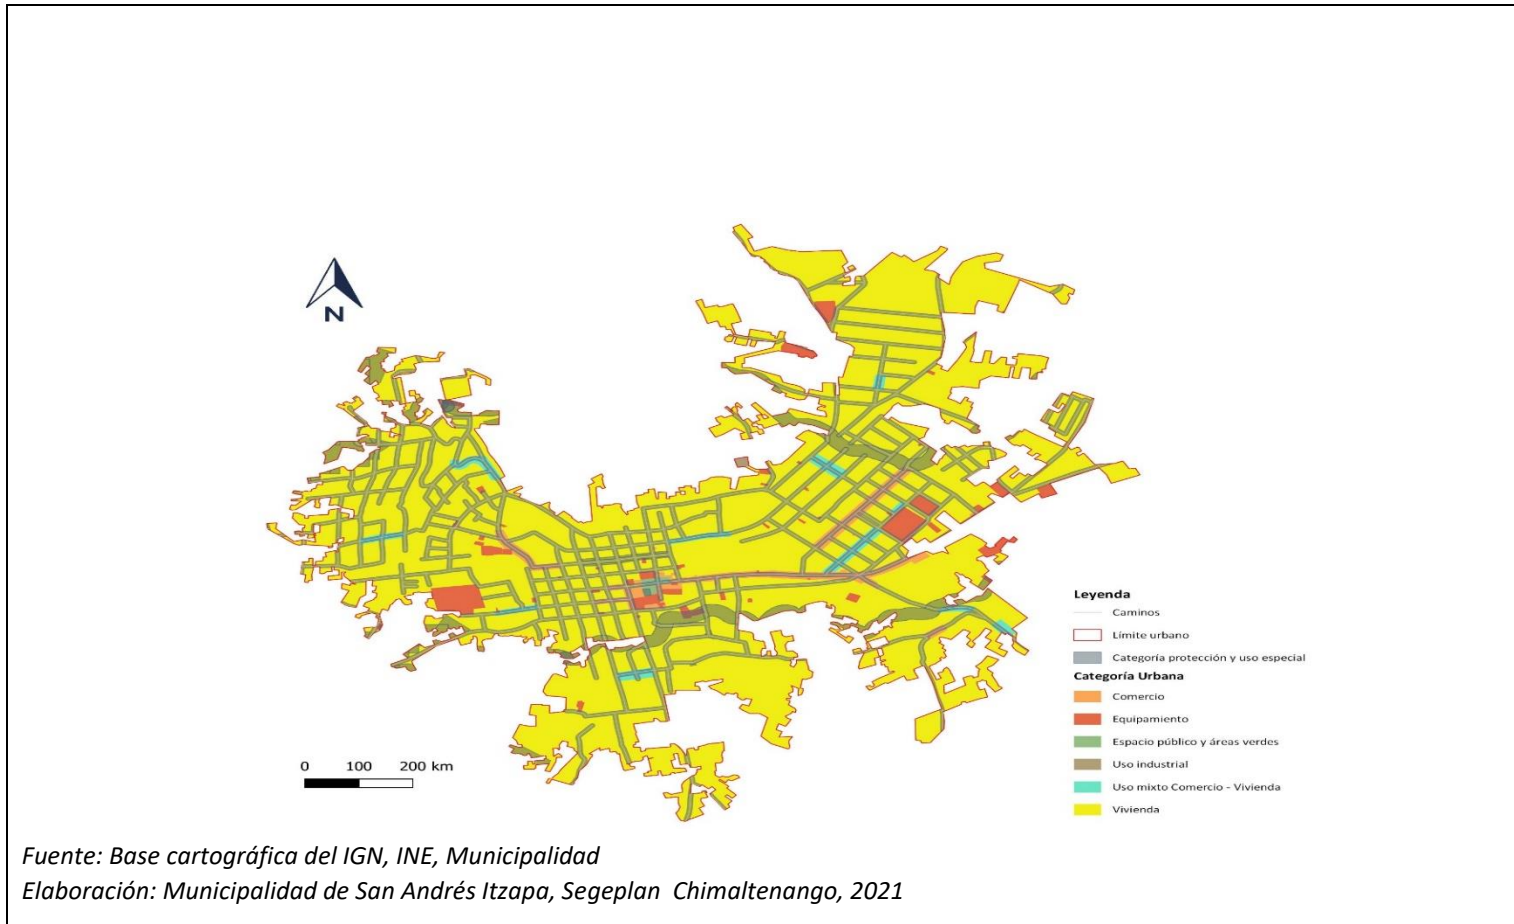 N
Leyenda
Caminos
Límite urbano
Categoría protección y uso especial
Categoría Urbana
Comercio
Equipamiento
Espacio público y áreas verdes
Uso industrial
Uso mixto Comercio - Vivienda
Vivienda
0 100 200 km
Fuente: Base cartográfica del IGN, INE, Municipalidad
Elaboración: Municipalidad de San Andrés Itzapa, Segeplan  Chimaltenango, 2021